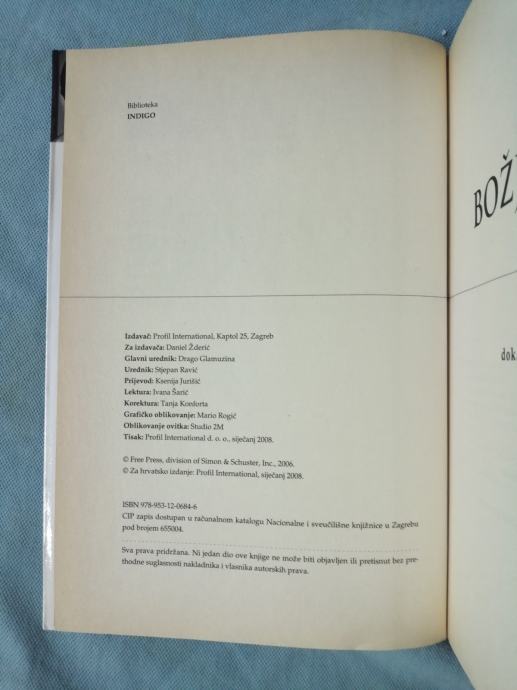 Biblioteka
INDIGO
Izdavač: Profil International, Kaptol 25, Zagreb
Za izdavača: Daniel Žderić
Glavni urednik: Drago Glamuzina
Urednik: Stjepan Ravić
Prijevod: Ksenija Jurišić
Lektura: Ivana Šarić
Korektura: Tanja Konforta
Grafičko oblikovanje: Mario Rogić
Oblikovanje ovitka: Studio 2M
Tisak: Profil International d. o. o., siječanj 2008.
© Free Press, division of Simon & Schuster, Inc., 2006.
© Za hrvatsko izdanje: Profil International, siječanj 2008.
ISBN 978-953-12-0684-6
CIP zapis dostupan u računalnom katalogu Nacionalne i sveučilišne knjižnice u Zagrebu
pod brojem 655004.
Sva prava pridržana. Ni jedan dio ove knjige ne može biti objavljen ili pretisnut bez pre-
thodne suglasnosti nakladnika i vlasnika autorskih prava.
BOŽ
dok